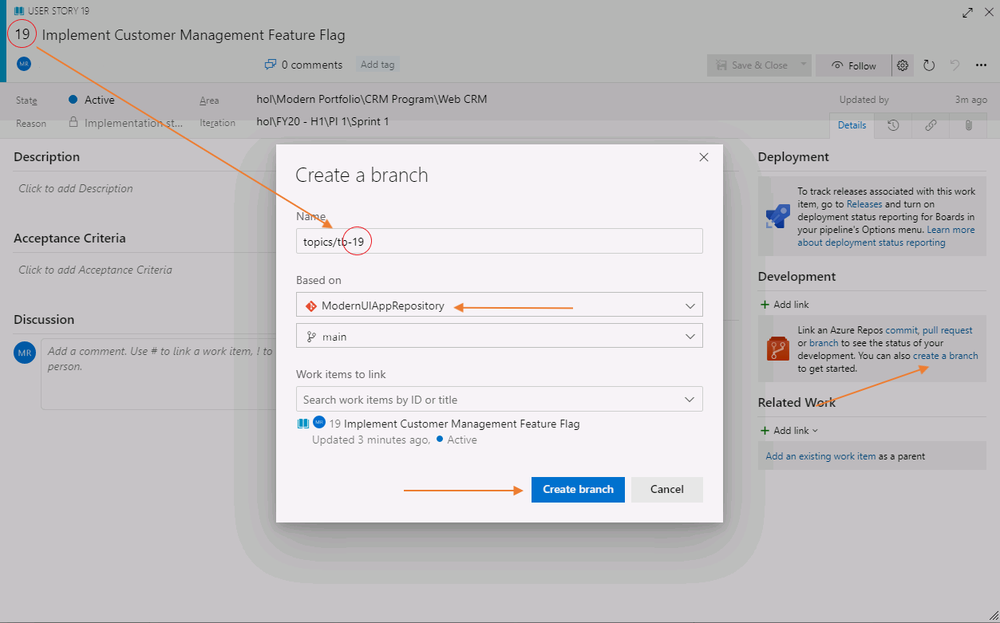 USER STORY 19
19 Implement Customer Management Feature Flag
MR
0 comments
Add tag
Save & Close
Follow
State
Active
Area
hol\Modern Portfolio\CRM Program\Web CRM
Updated by
3m ago
Reason
Implementation st...
Iteration
hol\FY20 - H1\PI 1\Sprint 1
Details
Description
Click to add Description
Acceptance Criteria
Click to add Acceptance Criteria
Discussion
MR
Add a comment. Use # to link a work item, ! to
person.
Create a branch
Name
topics/tb-19
Based on
ModernUIAppRepository
main
Work items to link
Search work items by ID or title
MR
19 Implement Customer Management Feature Flag
Updated 3 minutes ago,
Active
Create branch
Cancel
Deployment
To track releases associated with this work
item, go to Releases and turn on
deployment status reporting for Boards in
your pipeline's Options menu. Learn more
about deployment status reporting
Development
Add link
Link an Azure Repos commit, pull request
or branch to see the status of your
development. You can also create a branch
to get started.
Related Work
Add link
Add an existing work item as a parent